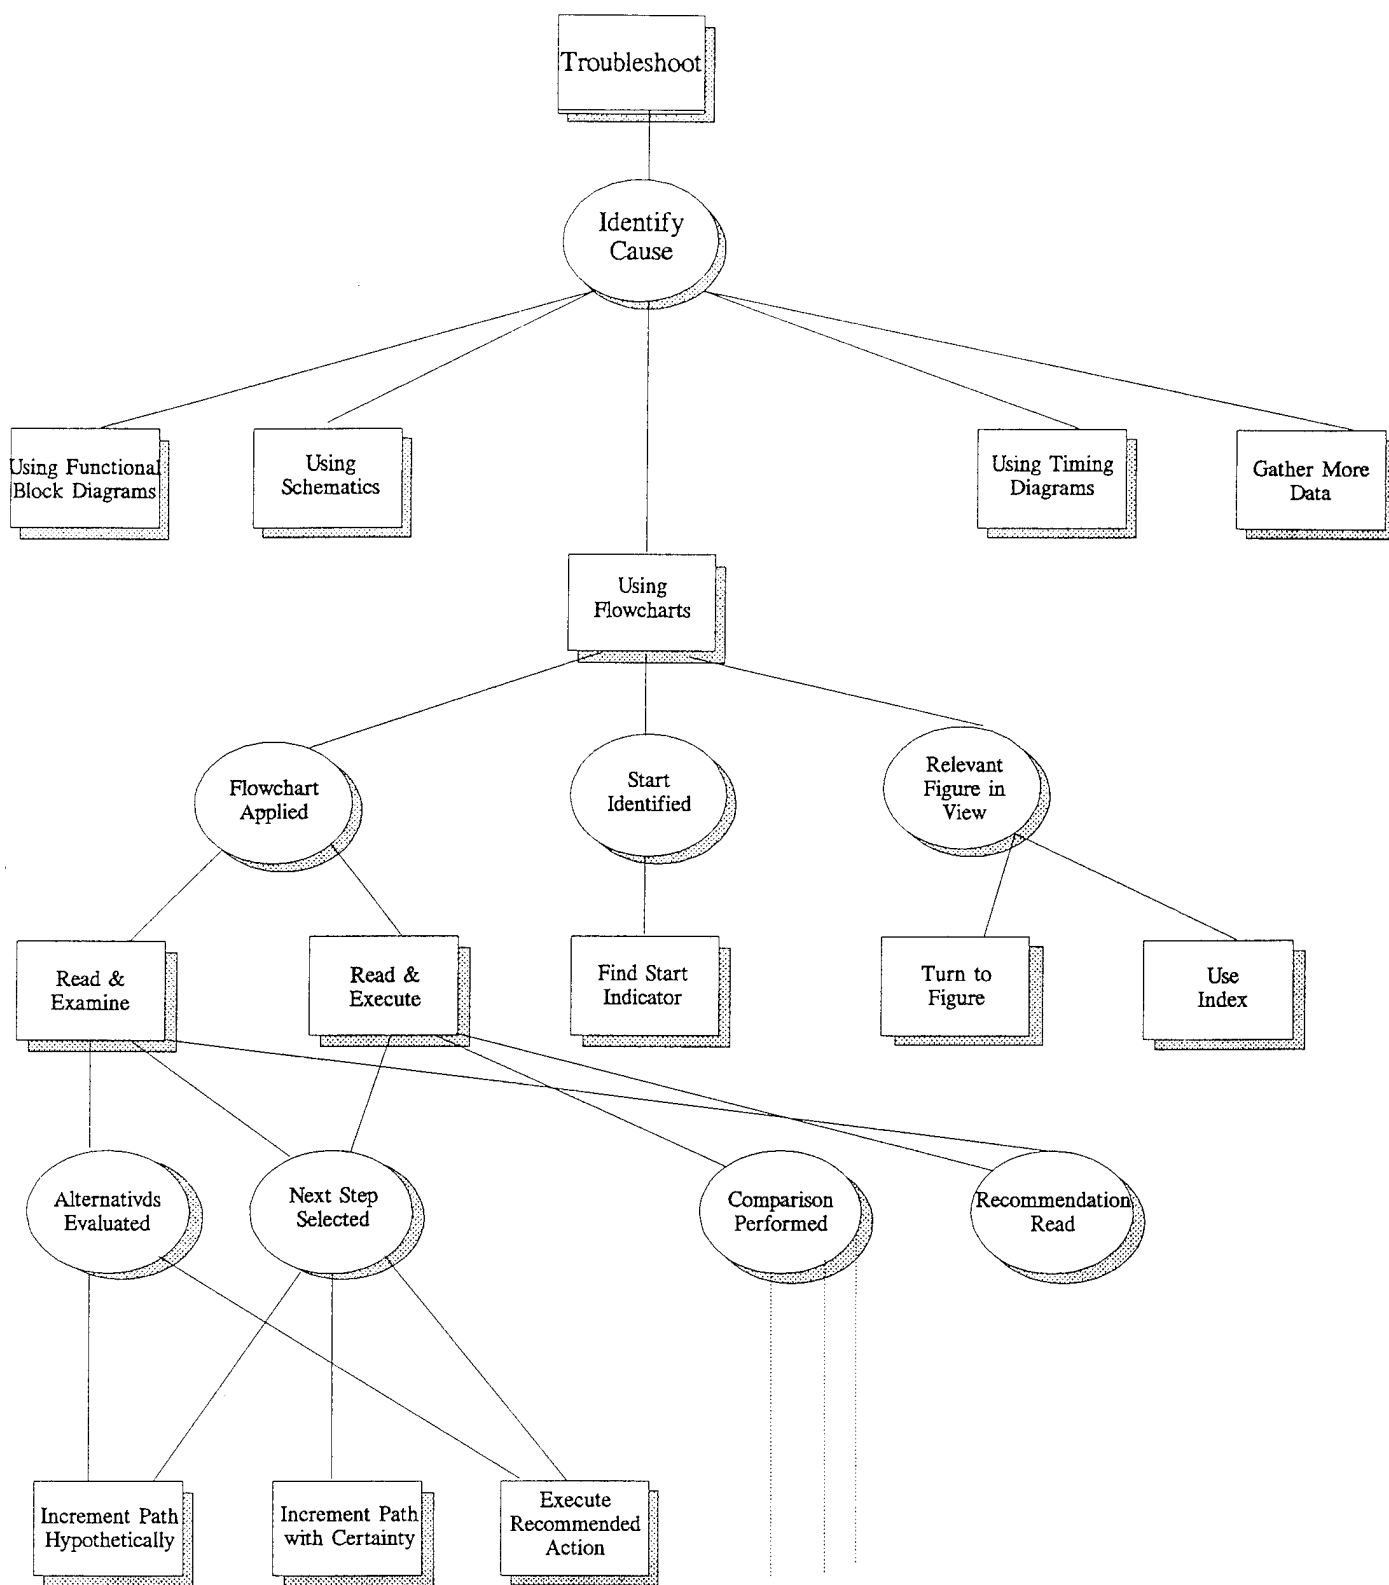 Troubleshoot
Identify
Cause
Using Functional
Block Diagrams
Using
Schematics
Using Timing
Diagrams
Gather More
Data
Using
Flowcharts
Flowchart
Applied
Start
Identified
Relevant
Figure in
View
Read &
Examine
Read &
Execute
Find Start
Indicator
Turn to
Figure
Use
Index
Alternativds
Evaluated
Next Step
Selected
Comparison
Performed
Recommendation
Read
Increment Path
Hypothetically
Increment Path
with Certainty
Execute
Recommended
Action